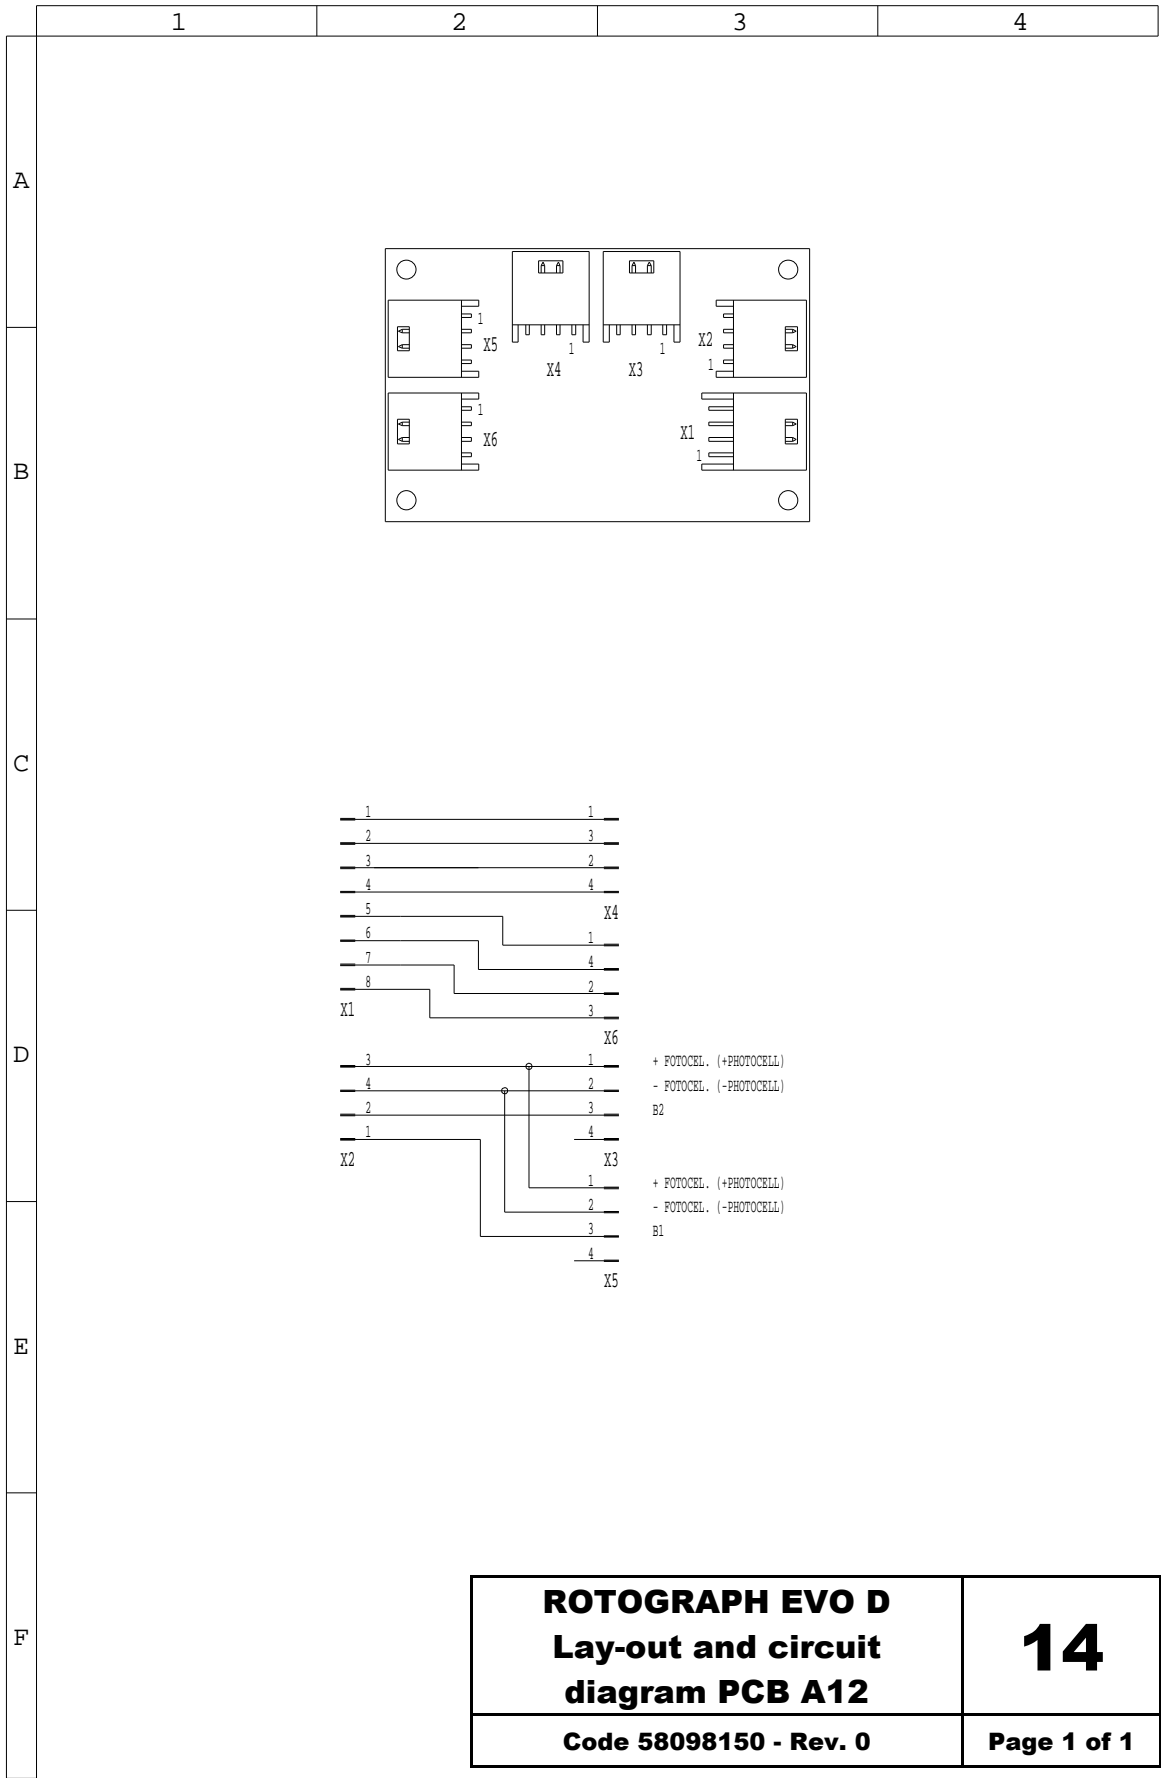 1 2 3 4
A
1
X5
X4
1
X3
1
X2
1
1
X6
X1
1
B
C
1 1
2 3
3 2
4 4
X4
5
1
6
4
7
2
8
3
X1
X6
D
3 1 + FOTOCEL. (+PHOTOCELL)
4 2 - FOTOCEL. (-PHOTOCELL)
2 3 B2
1 4
X2 X3
1 + FOTOCEL. (+PHOTOCELL)
2 - FOTOCEL. (-PHOTOCELL)
3 B1
4
X5
E
F
ROTOGRAPH EVO D
Lay-out and circuit
diagram PCB A12
14
Code 58098150 - Rev. 0
Page 1 of 1